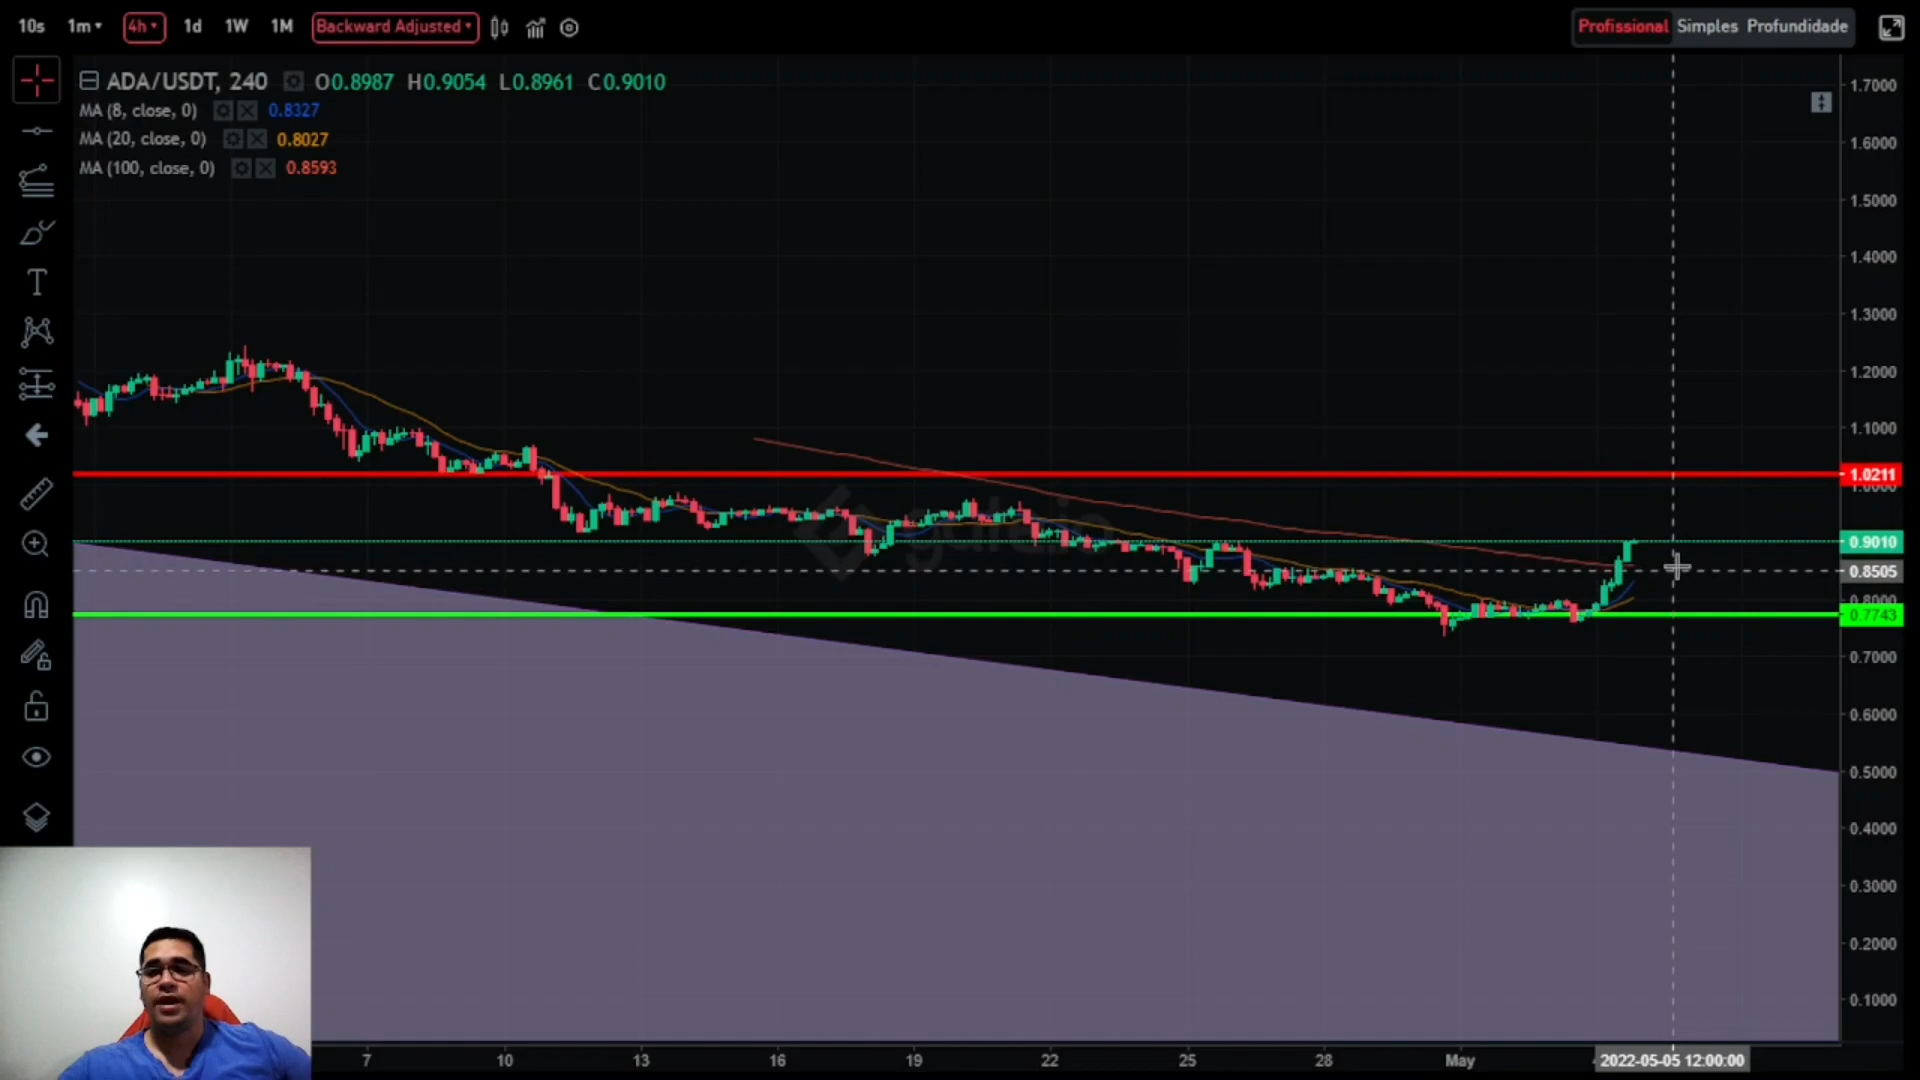 10s 1m 4h 1d 1W 1M Backward Adjusted Profissional Simples Profundidade
ADA/USDT, 240 O0.8987 H0.9054 L0.8961 C0.9010
MA (8, close, 0) 0.8327
MA (20, close, 0) 0.8027
MA (100, close, 0) 0.8593
T
1.7000
1.6000
1.5000
1.4000
1.3000
1.2000
1.1000
1.0211
1.0000
0.9010
0.8505
0.8000
0.7743
0.7000
0.6000
0.5000
0.4000
0.3000
0.2000
0.1000
gate.io
7 10 13 16 19 22 25 28 May 2022-05-05 12:00:00